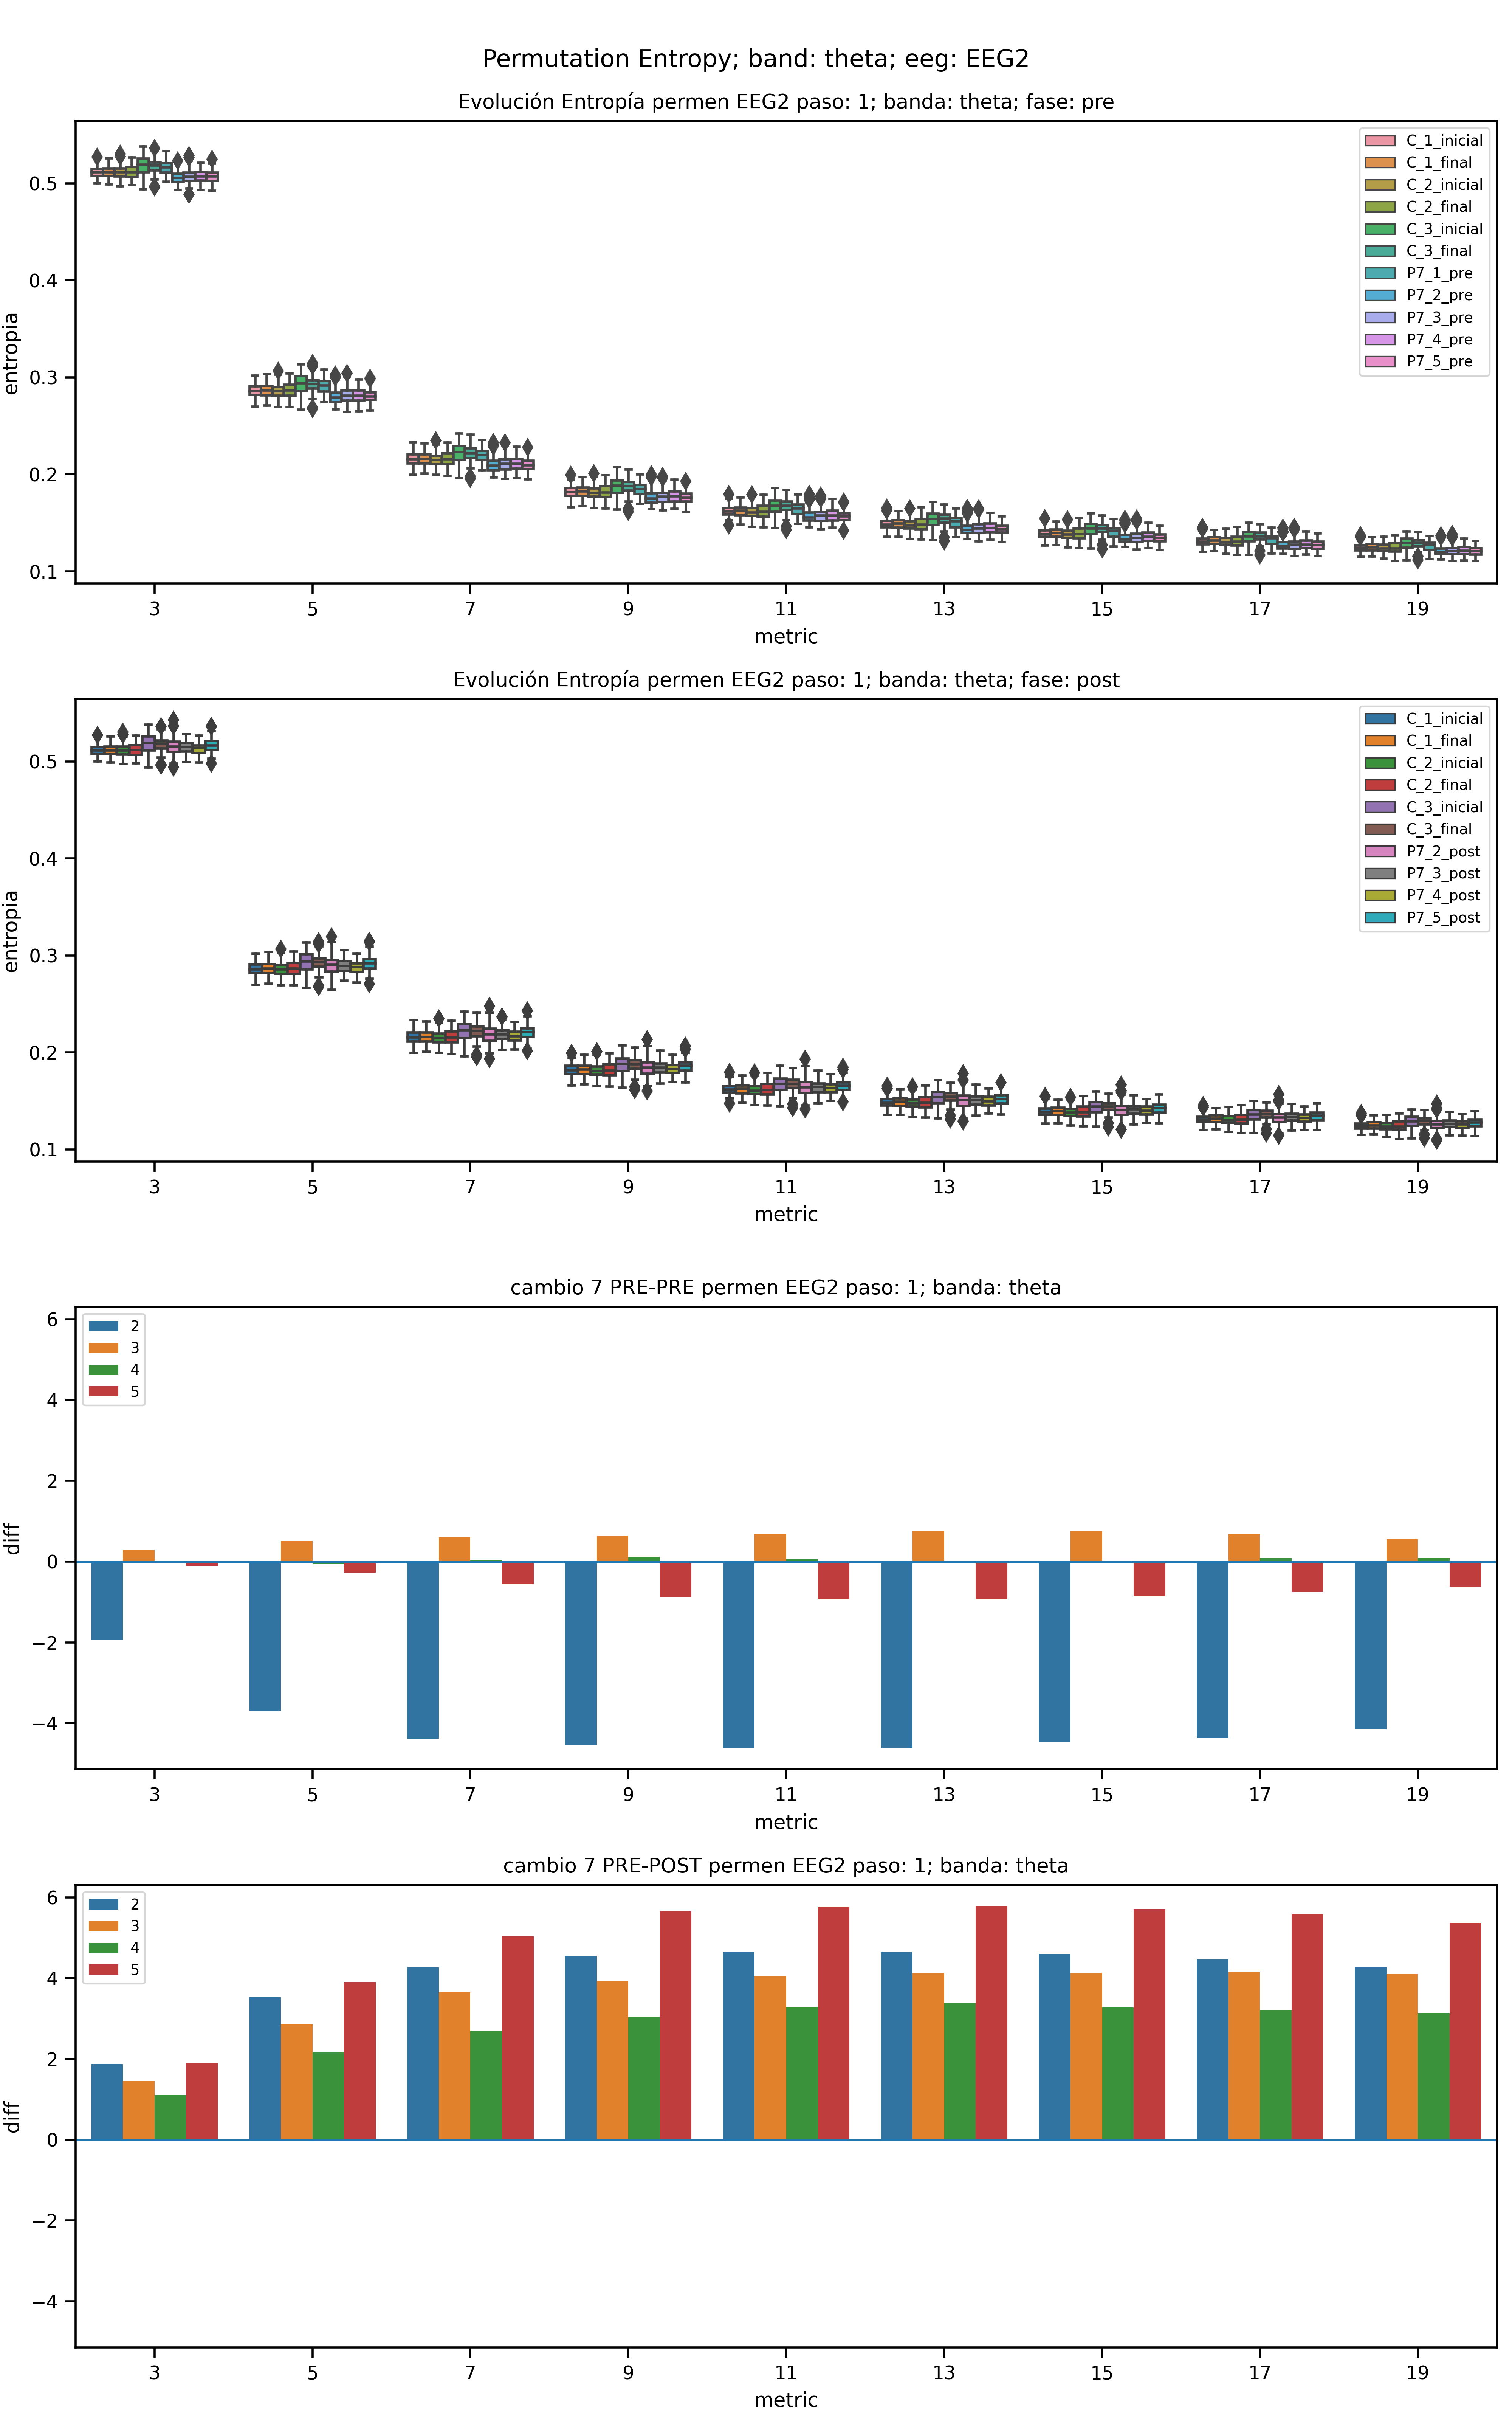 Permutation Entropy; band: theta; eeg: EEG2
Evolución Entropía permen EEG2 paso: 1; banda: theta; fase: pre
entropia
0.5
0.4
0.3
0.2
0.1
C_1_inicial
C_1_final
C_2_inicial
C_2_final
C_3_inicial
C_3_final
P7_1_pre
P7_2_pre
P7_3_pre
P7_4_pre
P7_5_pre
3 5 7 9 11 13 15 17 19
metric
Evolución Entropía permen EEG2 paso: 1; banda: theta; fase: post
entropia
0.5
0.4
0.3
0.2
0.1
C_1_inicial
C_1_final
C_2_inicial
C_2_final
C_3_inicial
C_3_final
P7_2_post
P7_3_post
P7_4_post
P7_5_post
3 5 7 9 11 13 15 17 19
metric
cambio 7 PRE-PRE permen EEG2 paso: 1; banda: theta
diff
6
4
2
0
−2
−4
2
3
4
5
3 5 7 9 11 13 15 17 19
metric
cambio 7 PRE-POST permen EEG2 paso: 1; banda: theta
diff
6
4
2
0
−2
−4
2
3
4
5
3 5 7 9 11 13 15 17 19
metric